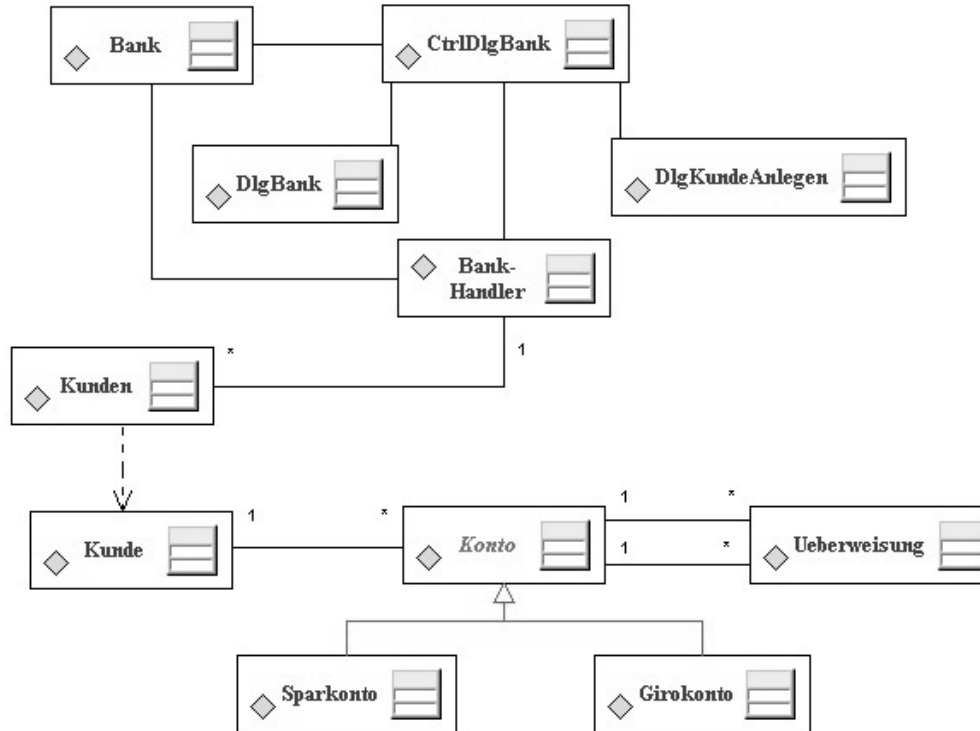 Bank
CtrlDlgBank
DlgBank
DlgKundeAnlegen
Bank-
Handler
* 1
Kunden
1 * 1 *
Kunde
Konto
1 *
Ueberweisung
Sparkonto
Girokonto